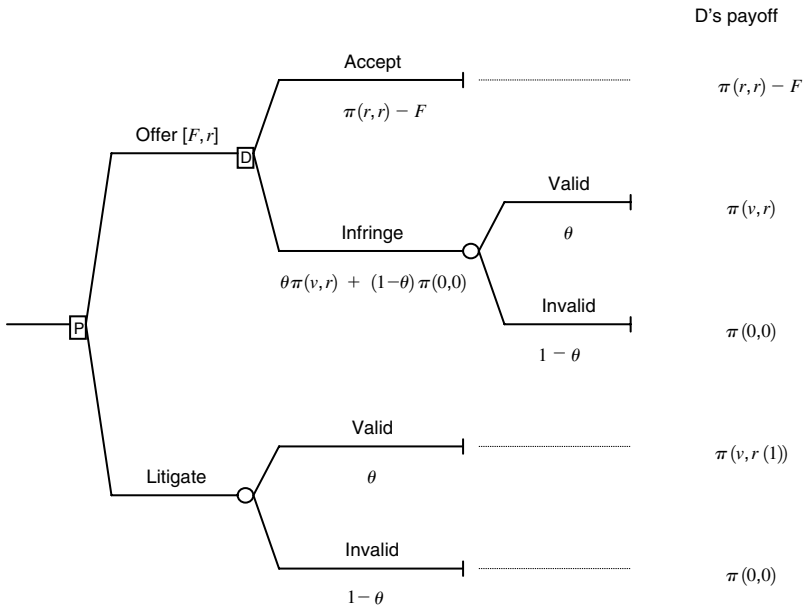 D's payoff
Accept
π(r,r) − F
π(r,r) − F
Offer [F,r]
D
Valid
θ
π(v,r)
Infringe
θπ(v,r) + (1−θ)π(0,0)
Invalid
1 − θ
π(0,0)
P
Valid
θ
π(v,r(1))
Litigate
Invalid
1−θ
π(0,0)